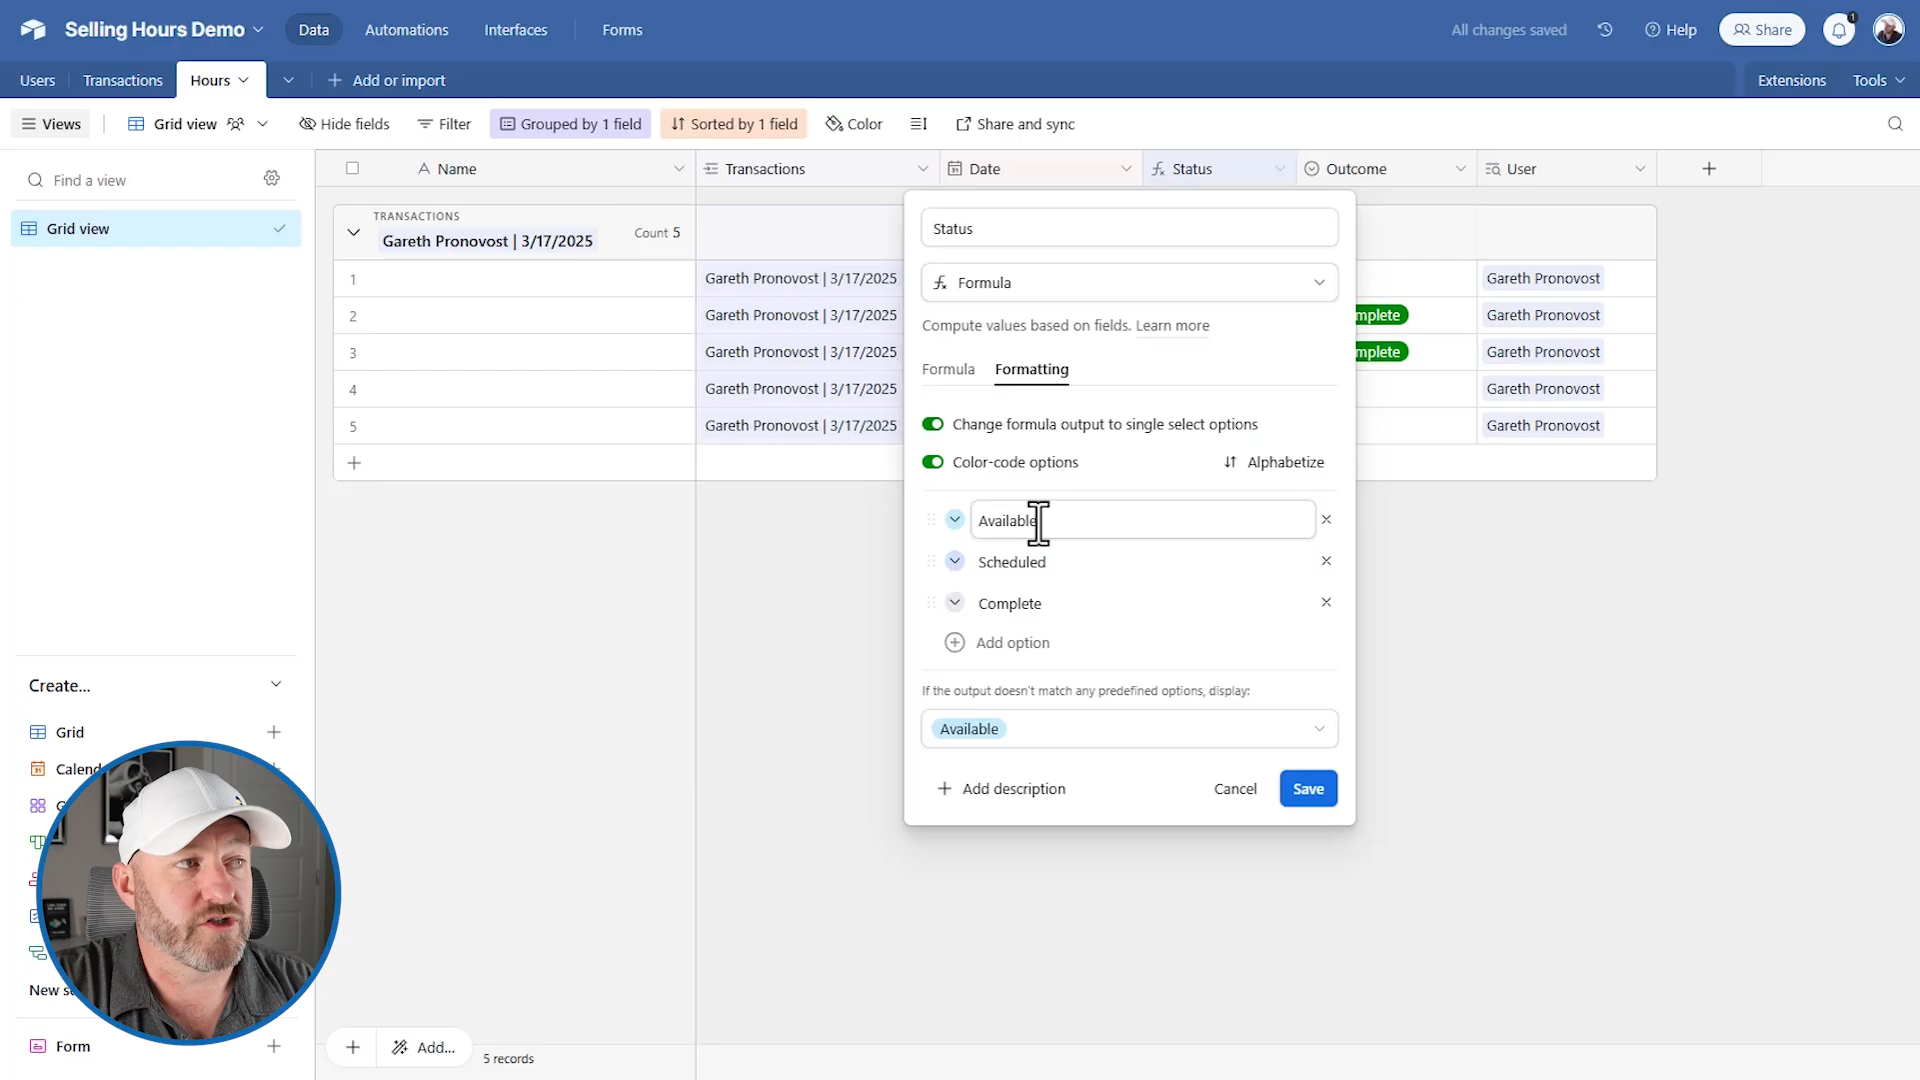 Selling Hours Demo
Data
Automations
Interfaces
Forms
All changes saved
Help
Share
1
Users
Transactions
Hours
Add or import
Extensions
Tools
Views
Grid view
Hide fields
Filter
Grouped by 1 field
Sorted by 1 field
Color
Share and sync
Find a view
Grid view
Name
Transactions
Date
Status
Outcome
User
TRANSACTIONS
Gareth Pronovost | 3/17/2025
Count 5
1
Gareth Pronovost | 3/17/2025
Gareth Pronovost
2
Gareth Pronovost | 3/17/2025
mplete
Gareth Pronovost
3
Gareth Pronovost | 3/17/2025
mplete
Gareth Pronovost
4
Gareth Pronovost | 3/17/2025
Gareth Pronovost
5
Gareth Pronovost | 3/17/2025
Gareth Pronovost
Status
Formula
Compute values based on fields. Learn more
Formula
Formatting
Change formula output to single select options
Color-code options
Alphabetize
Available
Scheduled
Complete
Add option
If the output doesn't match any predefined options, display:
Available
Add description
Cancel
Save
Create...
Grid
Calend
G
New s
Form
Add...
5 records